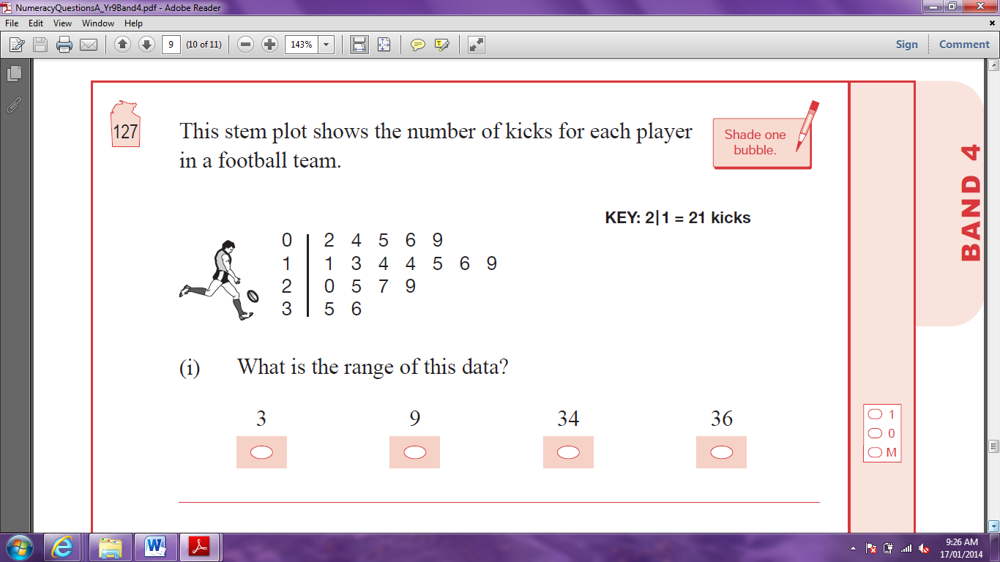 NumeracyQuestionsA_Yr9Band4.pdf - Adobe Reader
File Edit View Window Help
9 (10 of 11) 143% Sign Comment
127
This stem plot shows the number of kicks for each player
in a football team.
Shade one
bubble.
BAND 4
KEY: 2|1 = 21 kicks
0 | 2 4 5 6 9
1 | 1 3 4 4 5 6 9
2 | 0 5 7 9
3 | 5 6
(i) What is the range of this data?
3 9 34 36
1
0
M
9:26 AM
17/01/2014